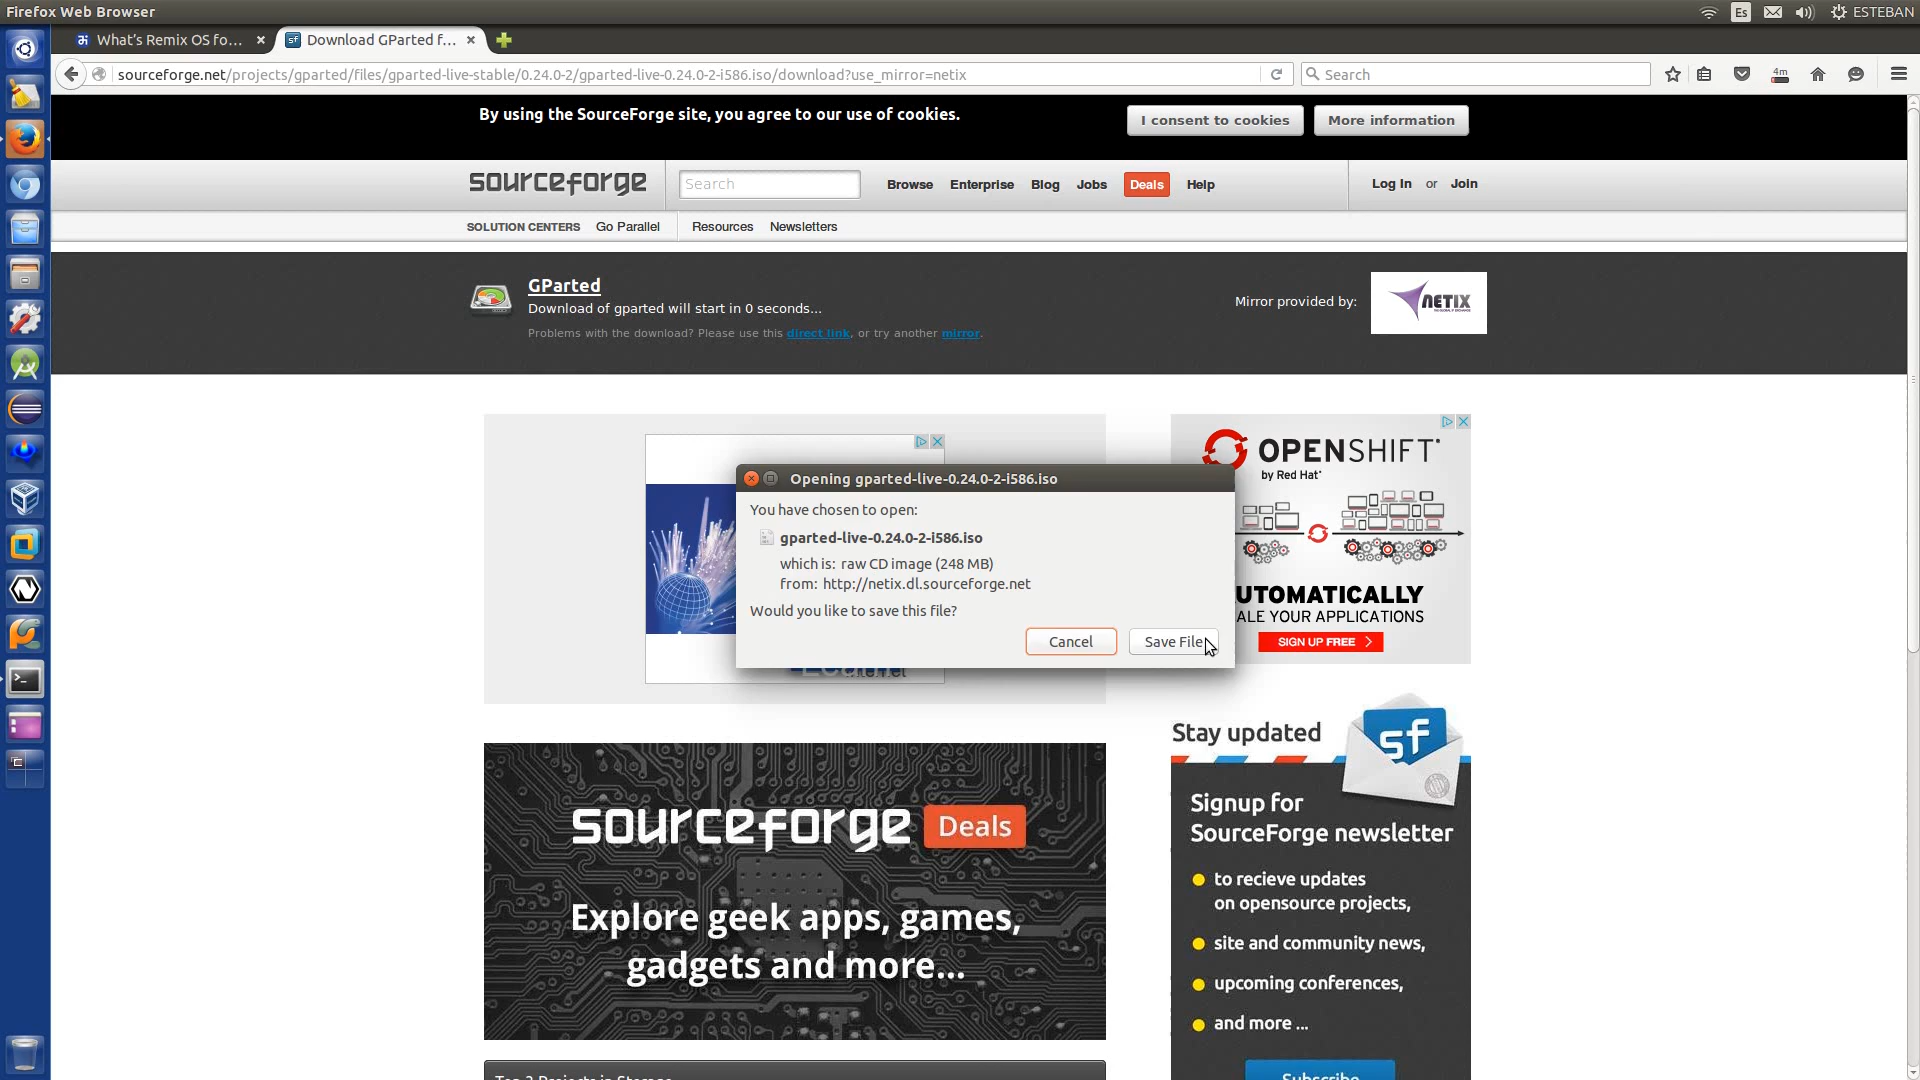 Firefox Web Browser
Es
ESTEBAN
What's Remix OS fo...
Download GParted f...
sourceforge.net/projects/gparted/files/gparted-live-stable/0.24.0-2/gparted-live-0.24.0-2-i586.iso/download?use_mirror=netix
Search
4m
By using the SourceForge site, you agree to our use of cookies.
I consent to cookies
More information
sourceforge
Search
Browse
Enterprise
Blog
Jobs
Deals
Help
Log In or Join
SOLUTION CENTERS
Go Parallel
Resources
Newsletters
GParted
Download of gparted will start in 0 seconds...
Problems with the download? Please use this direct link, or try another mirror.
Mirror provided by:
NETIX
OPENSHIFT
by Red Hat
Opening gparted-live-0.24.0-2-i586.iso
You have chosen to open:
gparted-live-0.24.0-2-i586.iso
which is: raw CD image (248 MB)
from: http://netix.dl.sourceforge.net
Would you like to save this file?
Cancel
Save File
UTOMATICALLY
ALE YOUR APPLICATIONS
SIGN UP FREE
sourceforge Deals
Explore geek apps, games,
gadgets and more...
Stay updated
sf
Signup for
SourceForge newsletter
to recieve updates
on opensource projects,
site and community news,
upcoming conferences,
and more ...
Subscribe